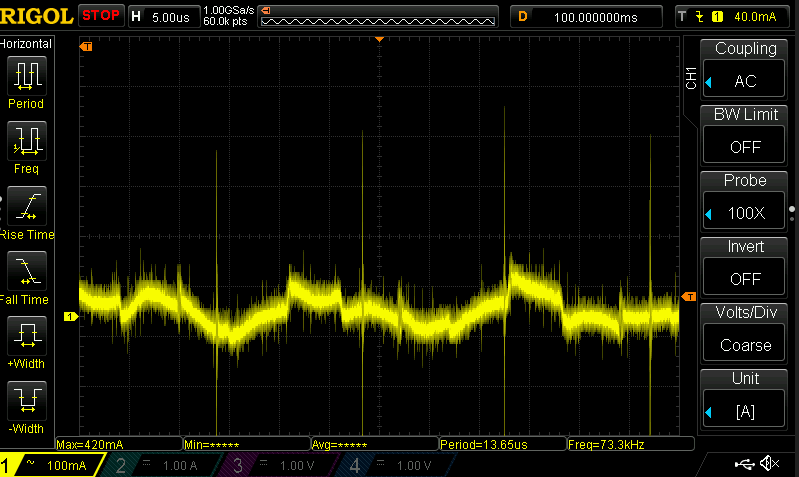 RIGOL STOP H 5.00us 1.00GSa/s 60.0k pts D 100.000000ms T 1 40.0mA
Horizontal
Period
Freq
Rise Time
Fall Time
+Width
-Width
T
1
T
CH1
Coupling
AC
BW Limit
OFF
Probe
100X
Invert
OFF
Volts/Div
Coarse
Unit
[A]
Max=420mA Min=***** Avg=***** Period=13.65us Freq=73.3kHz
1 ~ 100mA 2 1.00 A 3 1.00 V 4 1.00 V